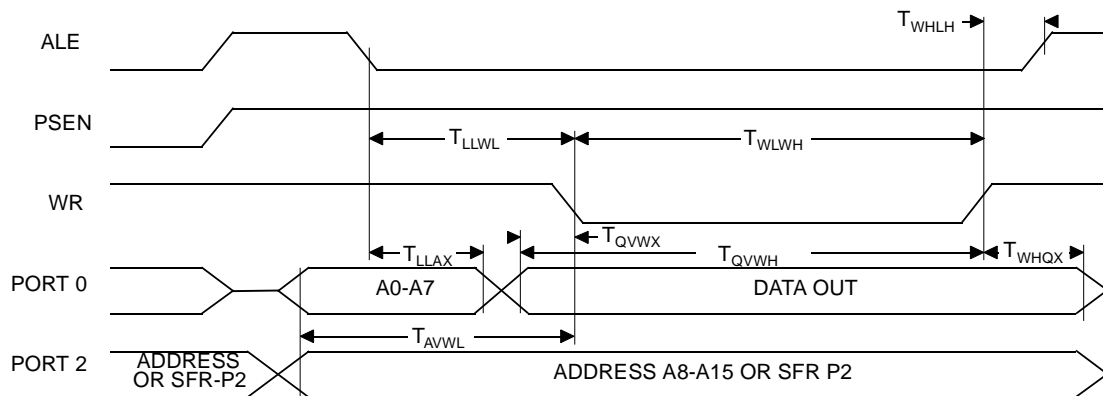 T_WHLH
ALE
PSEN
T_LLWL
T_WLWH
WR
T_QVWX
T_LLAX
T_QVWH
T_WHQX
PORT 0
A0-A7
DATA OUT
T_AVWL
PORT 2
ADDRESS
OR SFR-P2
ADDRESS A8-A15 OR SFR P2